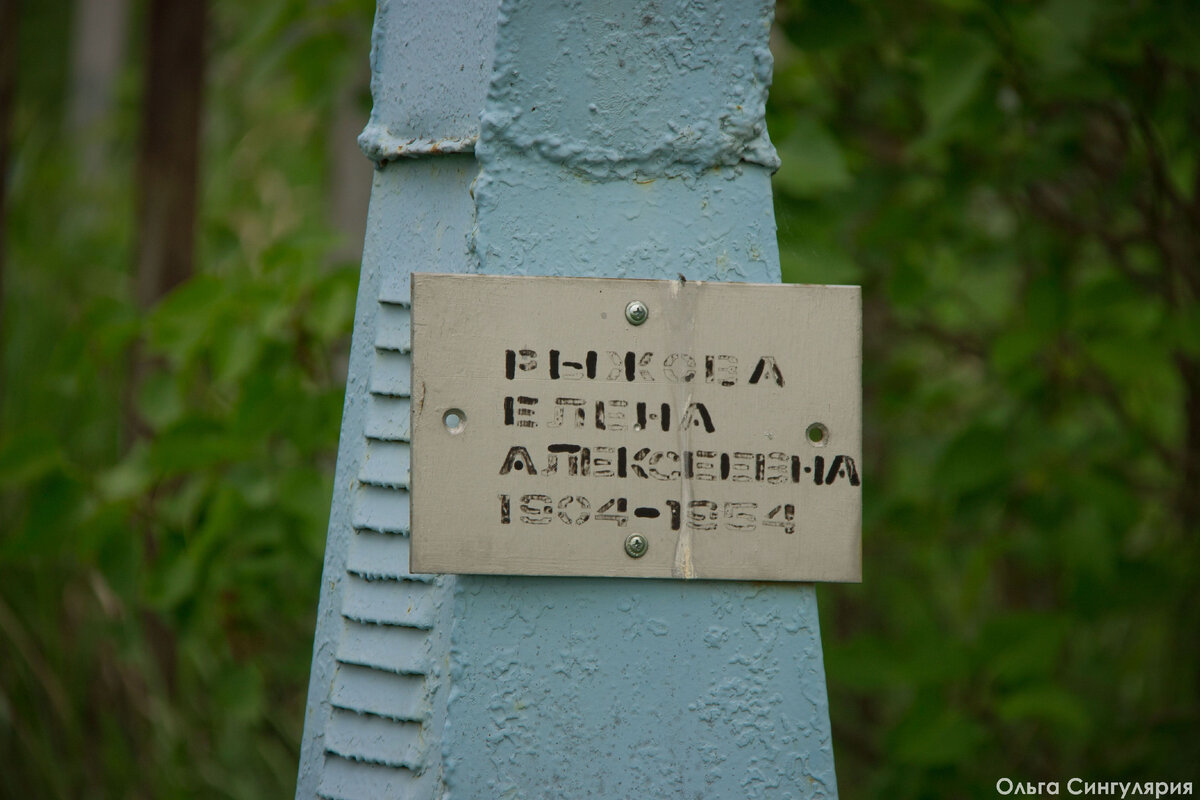 РЫЖОВА
ЕЛЕНА
АЛЕКСЕЕВНА
1904-1954
Ольга Сингулярия